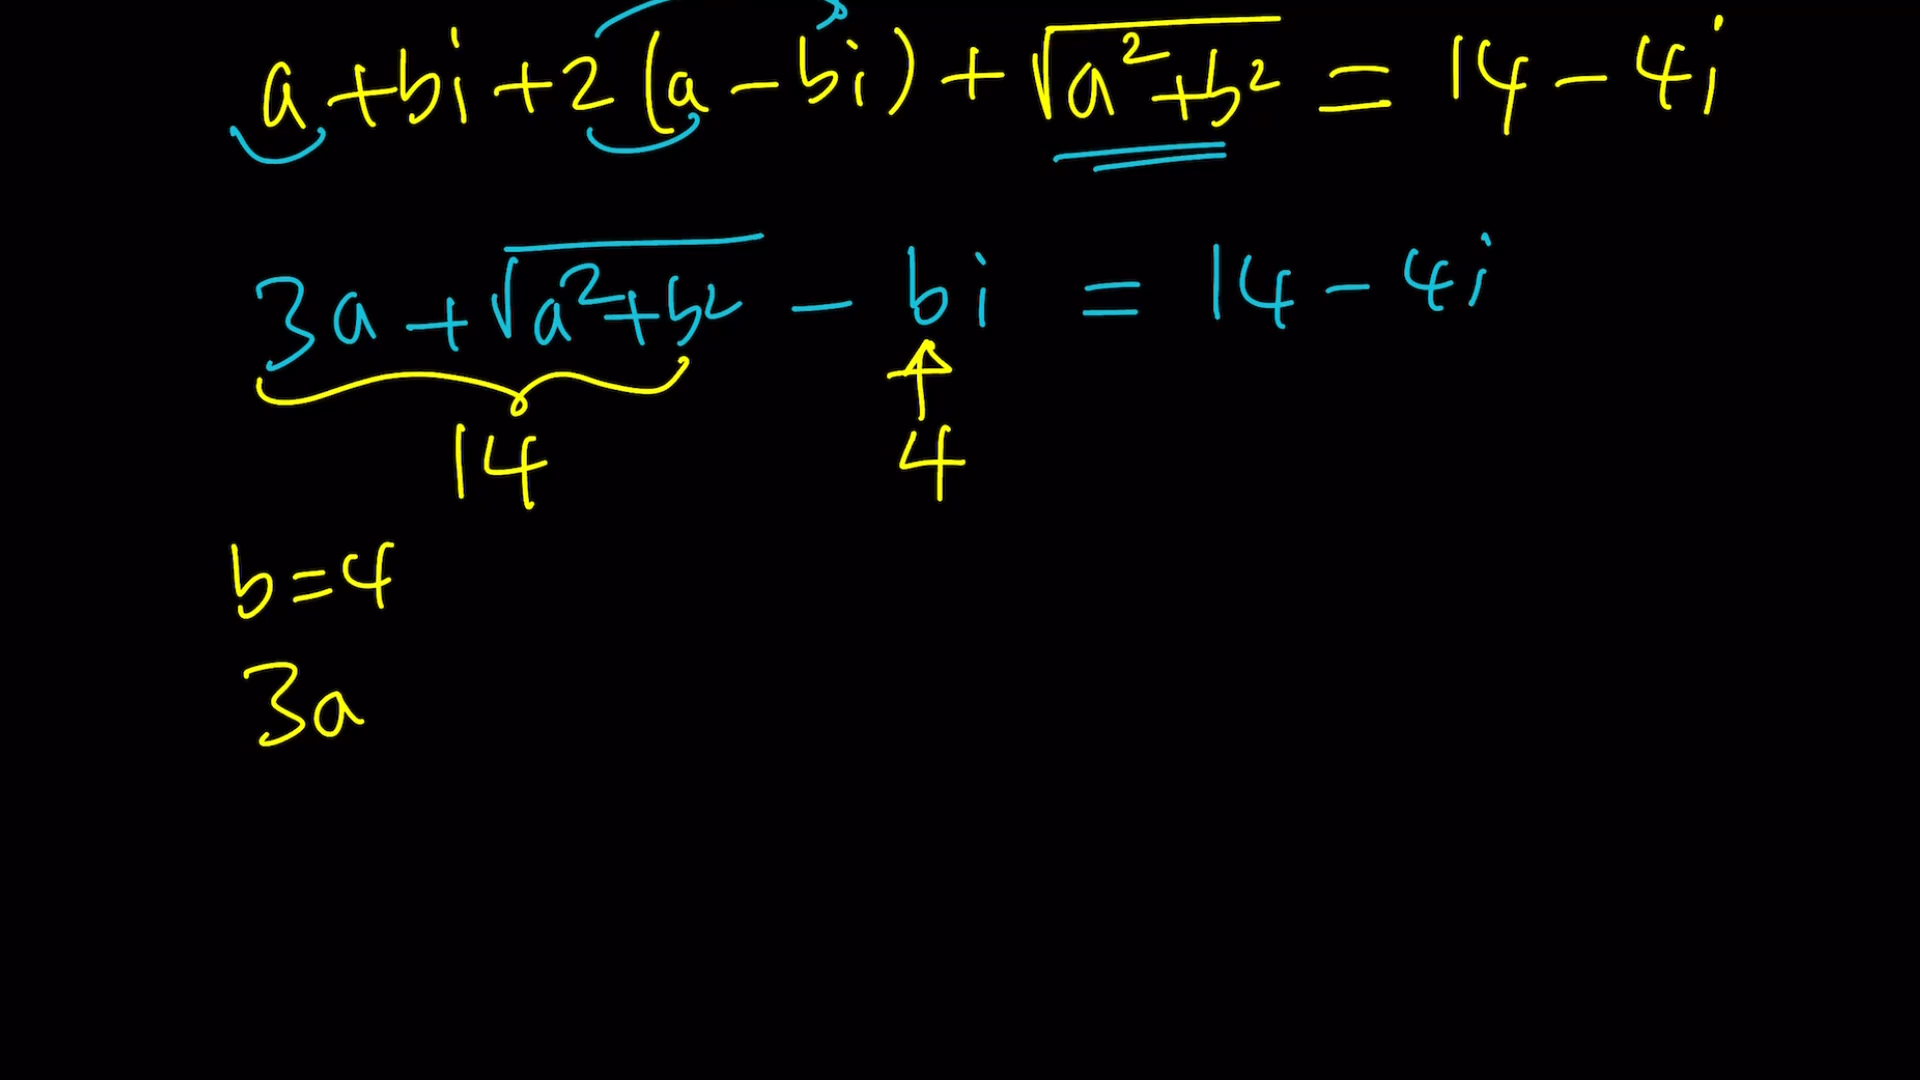 a + bi + 2(a - bi) + √(a² + b²) = 14 - 4i
3a + √(a² + b²) - bi = 14 - 4i
14 4
b = 4
3a